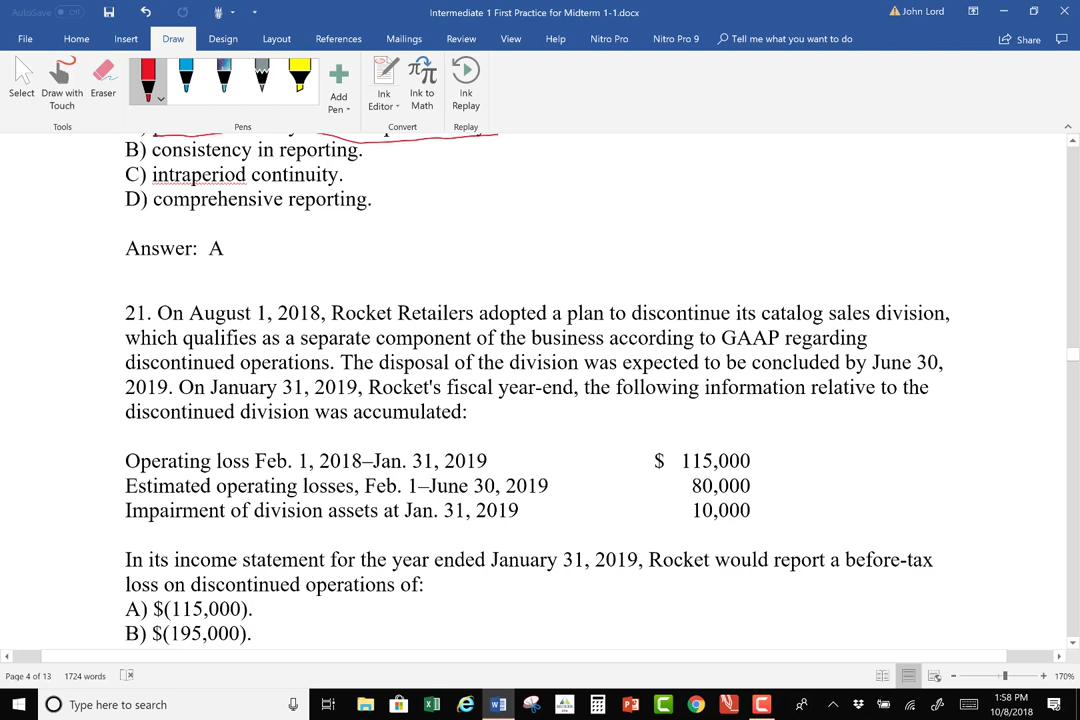 AutoSave Off
Intermediate 1 First Practice for Midterm 1-1.docx
John Lord
File Home Insert Draw Design Layout References Mailings Review View Help Nitro Pro Nitro Pro 9 Tell me what you want to do Share
Select Draw with Touch Eraser Add Pen Ink Editor Ink to Math Ink Replay
Tools Pens Convert Replay
B) consistency in reporting.
C) intraperiod continuity.
D) comprehensive reporting.
Answer: A
21. On August 1, 2018, Rocket Retailers adopted a plan to discontinue its catalog sales division,
which qualifies as a separate component of the business according to GAAP regarding
discontinued operations. The disposal of the division was expected to be concluded by June 30,
2019. On January 31, 2019, Rocket's fiscal year-end, the following information relative to the
discontinued division was accumulated:
Operating loss Feb. 1, 2018–Jan. 31, 2019 $ 115,000
Estimated operating losses, Feb. 1–June 30, 2019 80,000
Impairment of division assets at Jan. 31, 2019 10,000
In its income statement for the year ended January 31, 2019, Rocket would report a before-tax
loss on discontinued operations of:
A) $(115,000).
B) $(195,000).
Page 4 of 13 1724 words 170%
Type here to search
1:58 PM
10/8/2018